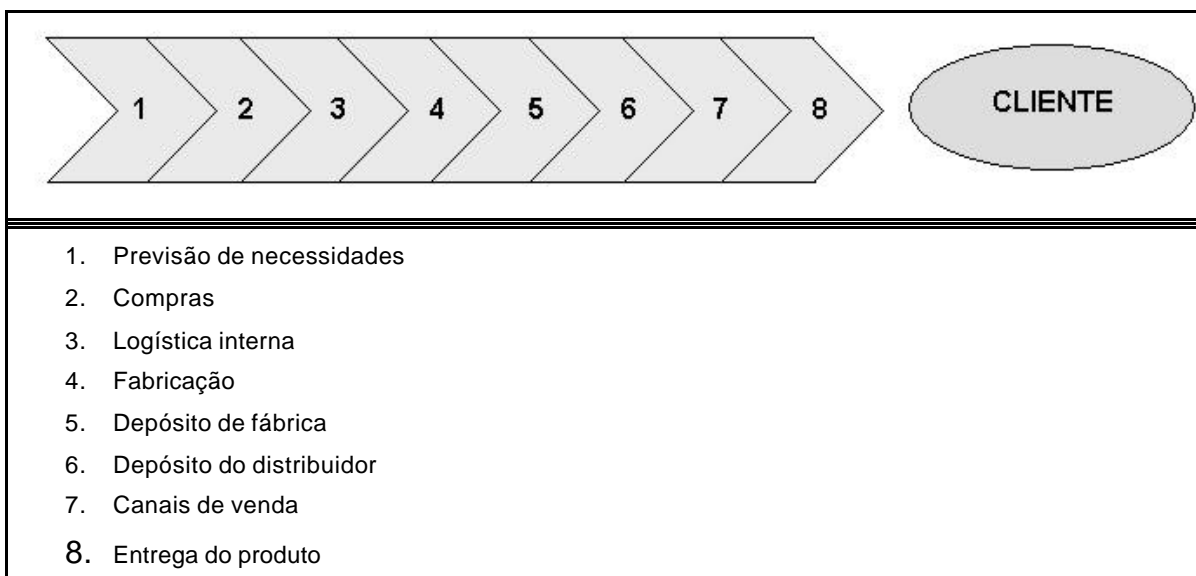 1 2 3 4 5 6 7 8 CLIENTE
1. Previsão de necessidades
2. Compras
3. Logística interna
4. Fabricação
5. Depósito de fábrica
6. Depósito do distribuidor
7. Canais de venda
8. Entrega do produto